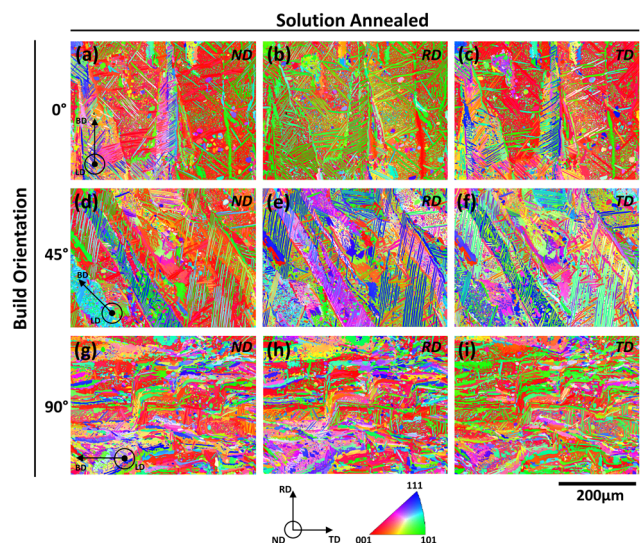 Solution Annealed
Build Orientation
(a) ND
(b) RD
(c) TD
0°
BD
LD
(d) ND
(e) RD
(f) TD
45°
BD
LD
(g) ND
(h) RD
(i) TD
90°
BD LD
200µm
RD
ND TD
111
001 101